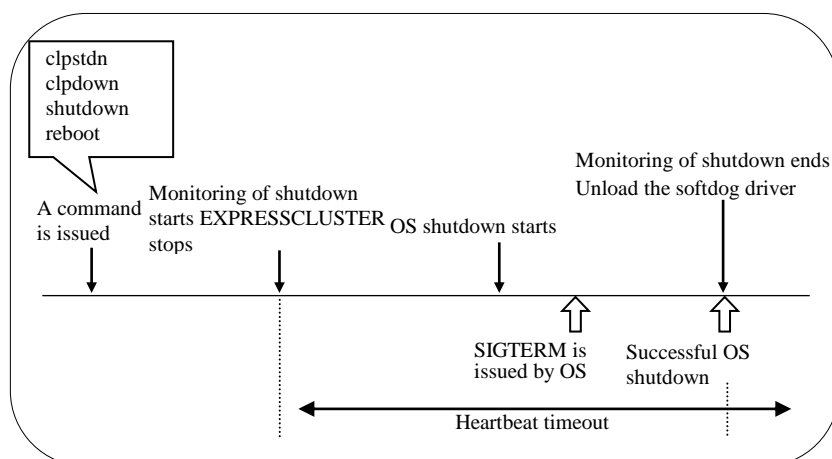 clpstdn
clpdown
shutdown
reboot
A command
is issued
Monitoring of shutdown
starts EXPRESSCLUSTER
stops
OS shutdown starts
Monitoring of shutdown ends
Unload the softdog driver
SIGTERM is
issued by OS
Successful OS
shutdown
Heartbeat timeout